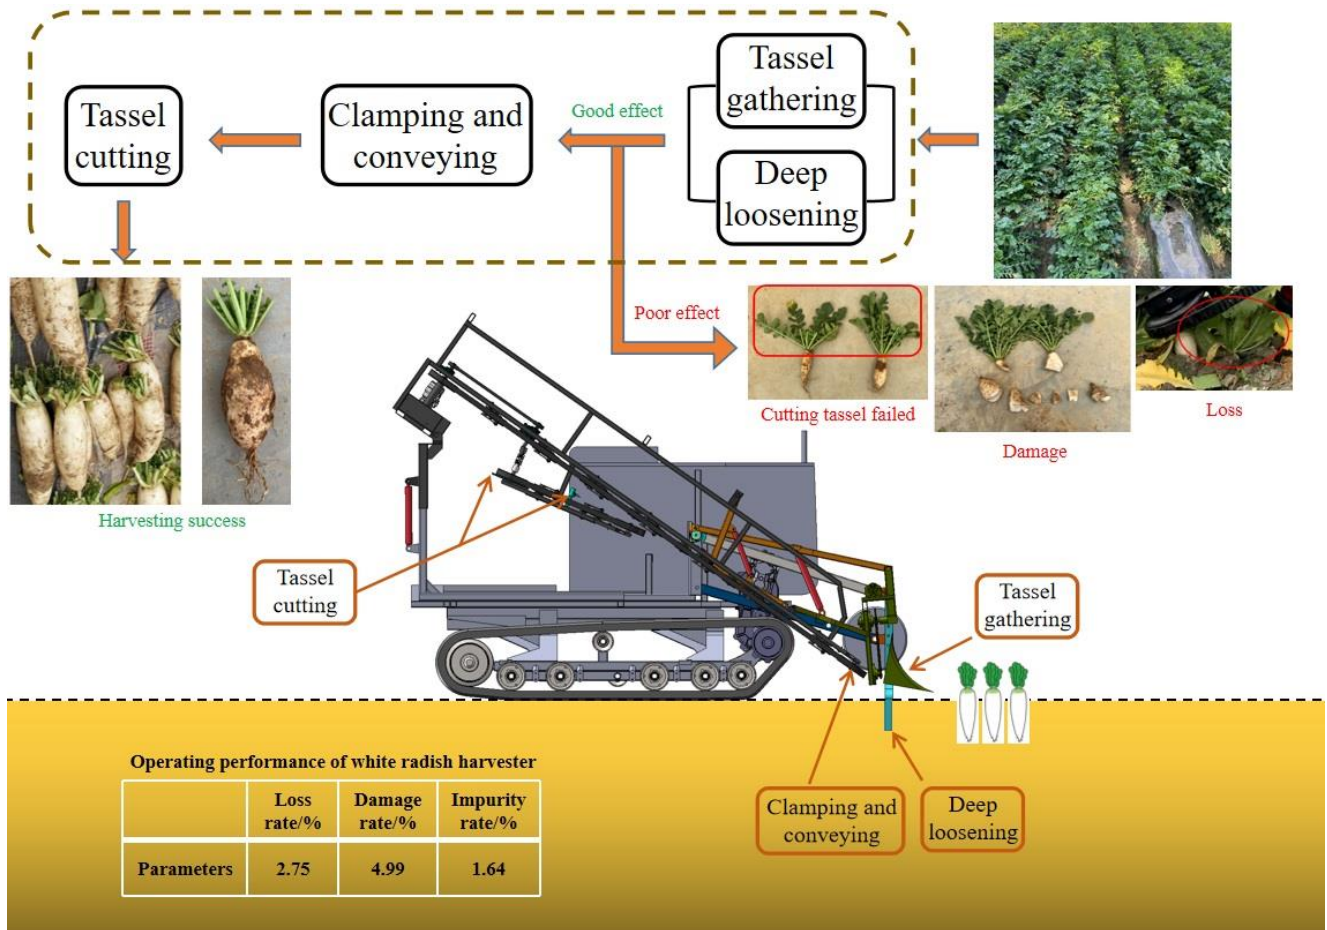 Tassel
gathering
Tassel
cutting
Clamping and
conveying
Good effect
Deep
loosening
Poor effect
Cutting tassel failed
Damage
Loss
Harvesting success
Tassel
cutting
Tassel
gathering
Clamping and
conveying
Deep
loosening
Operating performance of white radish harvester
Loss
rate/%
Damage
rate/%
Impurity
rate/%
Parameters
2.75
4.99
1.64